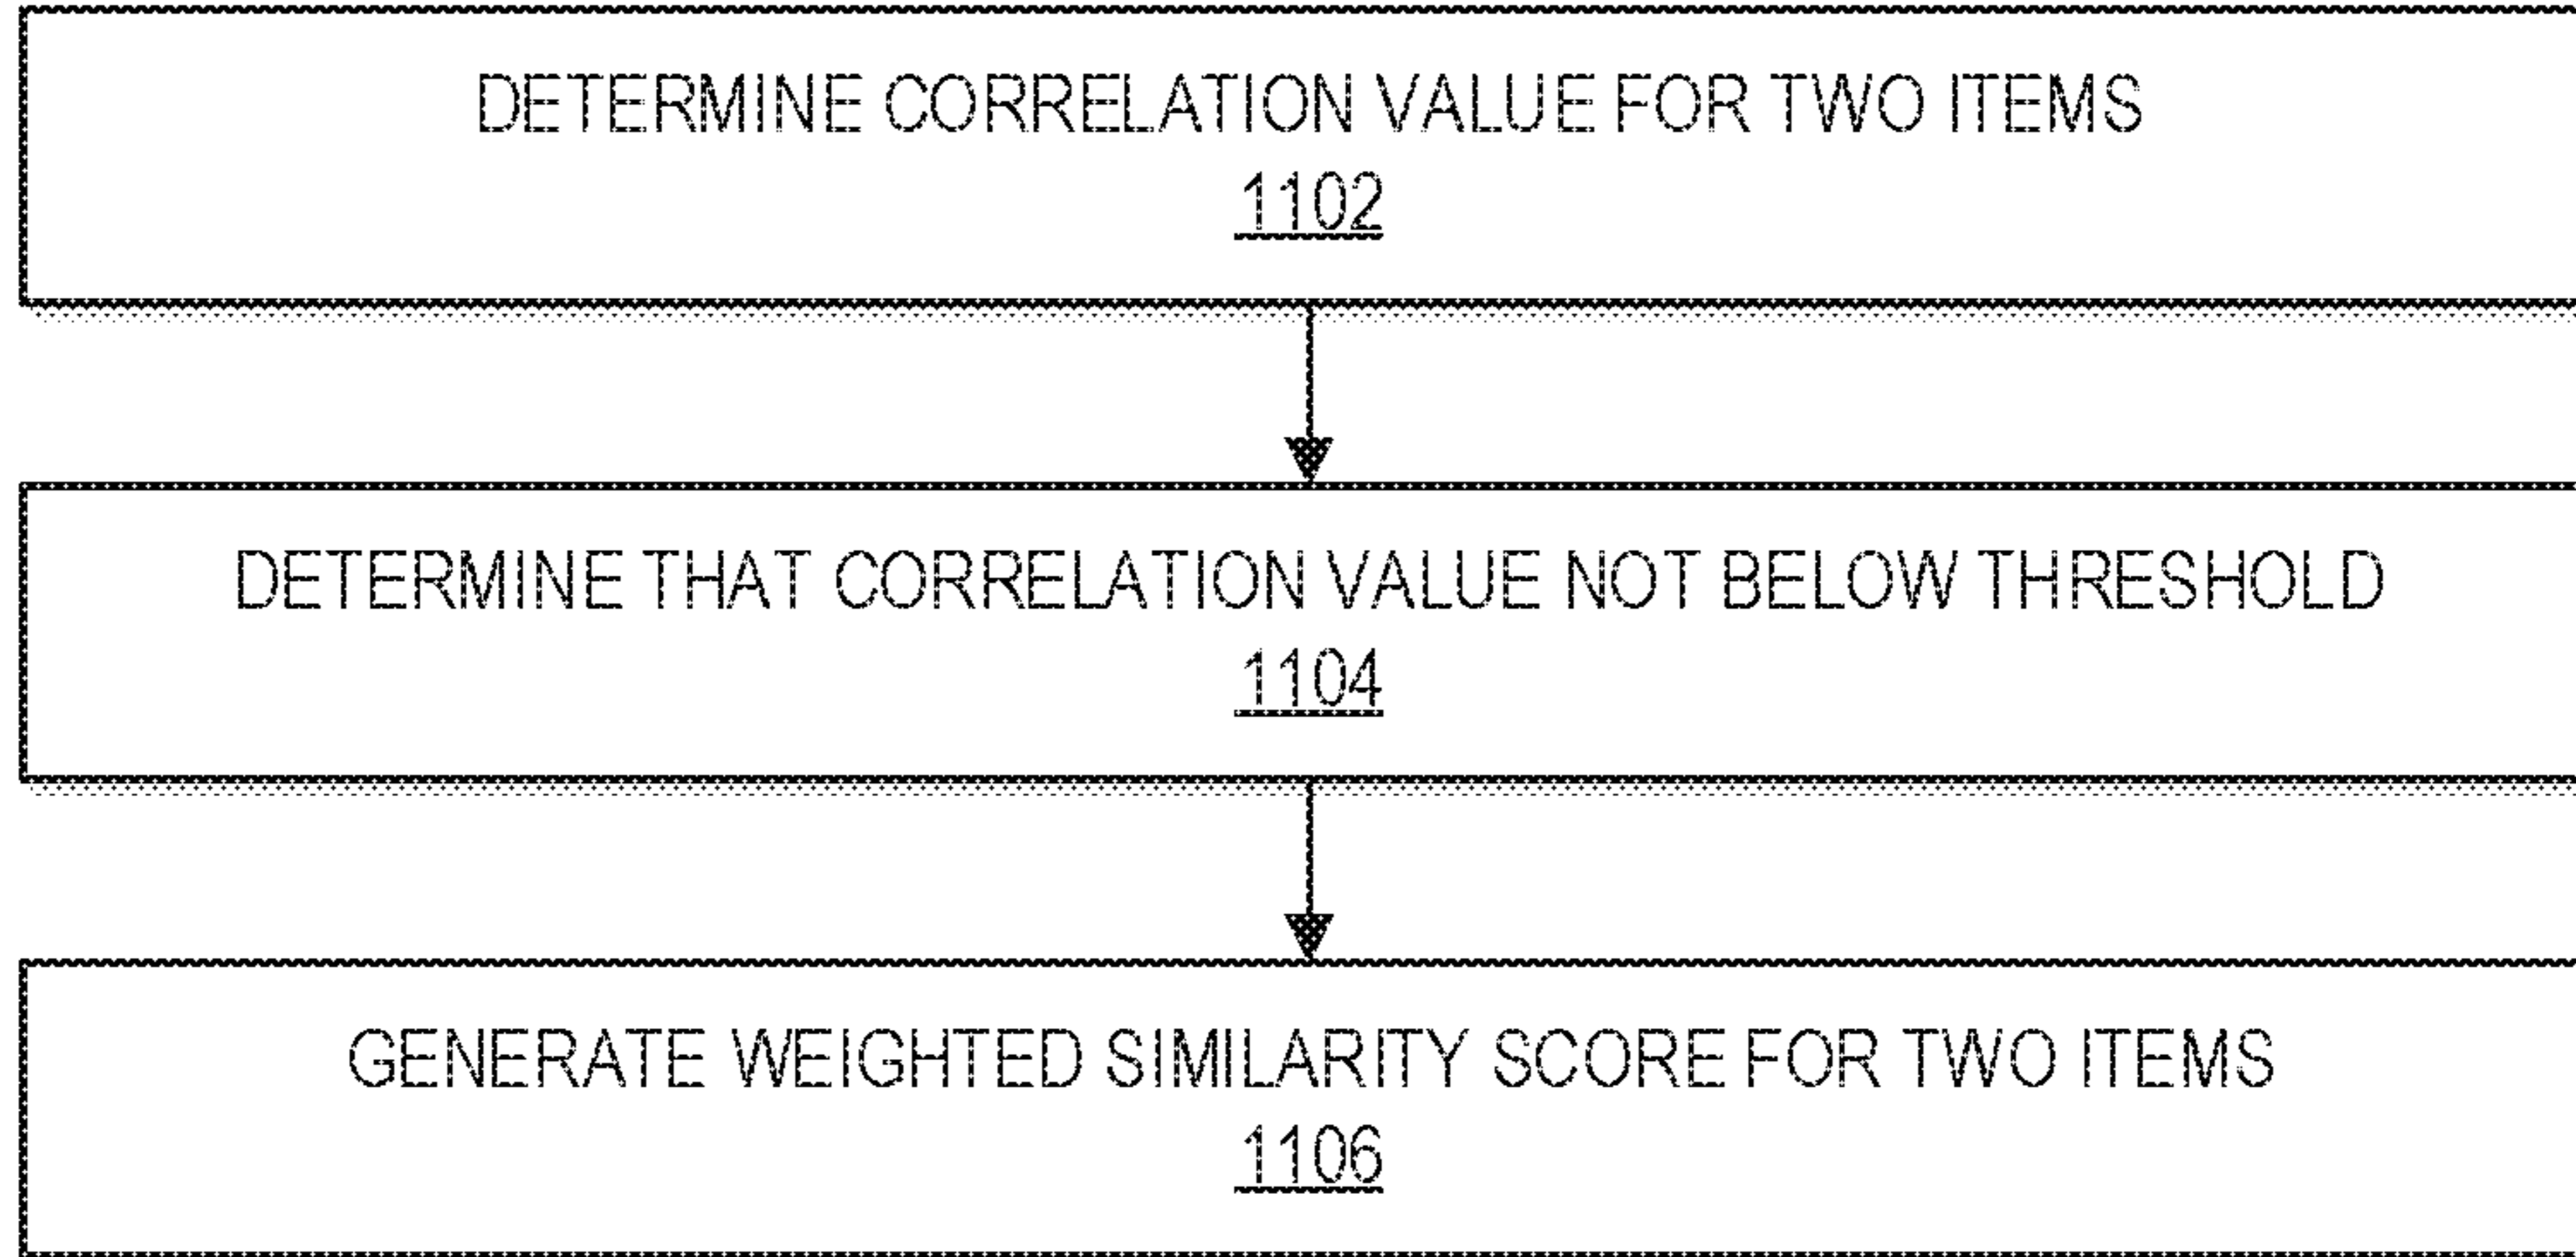 DETERMINE CORRELATION VALUE FOR TWO ITEMS
1102
DETERMINE THAT CORRELATION VALUE NOT BELOW THRESHOLD
1104
GENERATE WEIGHTED SIMILARITY SCORE FOR TWO ITEMS
1106